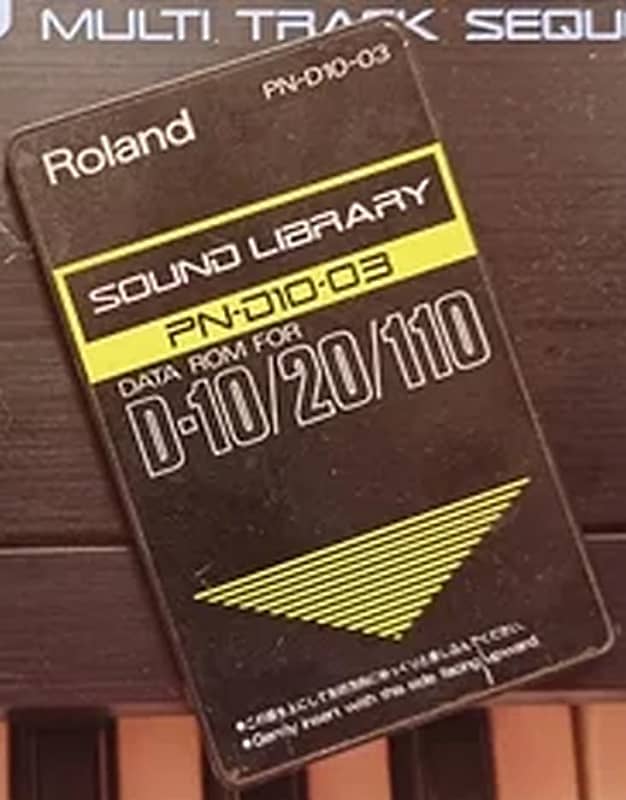 MULTI TRACK SEQU
PN-D10-03
Roland
SOUND LIBRARY
PN-D10-03
DATA ROM FOR
D-10/20/110
●Gently insert with this side facing upward